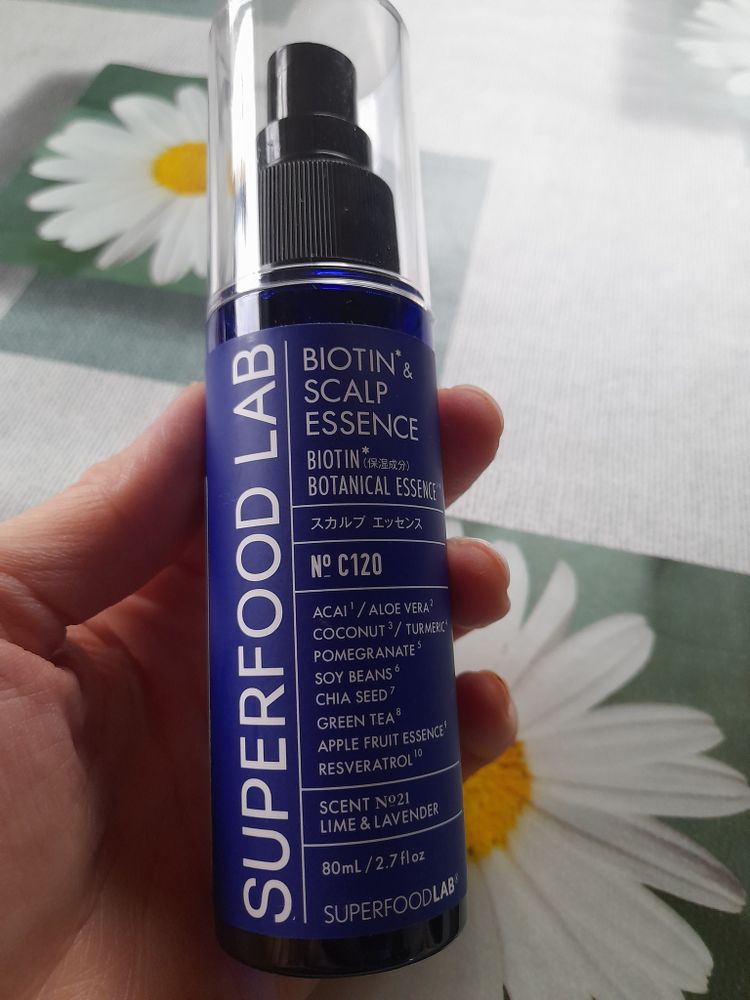 SUPERFOOD LAB
BIOTIN* &
SCALP
ESSENCE
BIOTIN* (保湿成分)
BOTANICAL ESSENCE
スカルプ エッセンス
Nº C120
ACAI¹ / ALOE VERA²
COCONUT³ / TURMERIC⁴
POMEGRANATE⁵
SOY BEANS⁶
CHIA SEED⁷
GREEN TEA⁸
APPLE FRUIT ESSENCE⁹
RESVERATROL¹⁰
SCENT Nº21
LIME & LAVENDER
80mL / 2.7fl oz
SUPERFOODLAB®